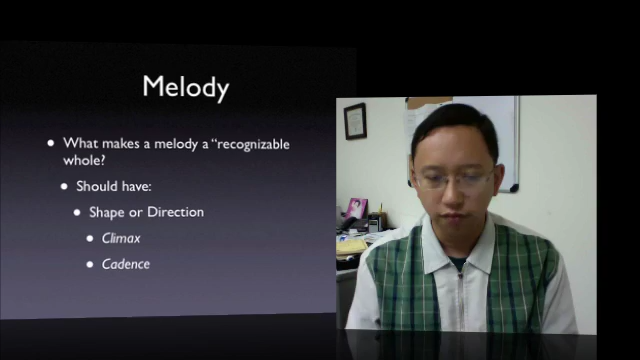 Melody
• What makes a melody a “recognizable
whole?
• Should have:
• Shape or Direction
• Climax
• Cadence